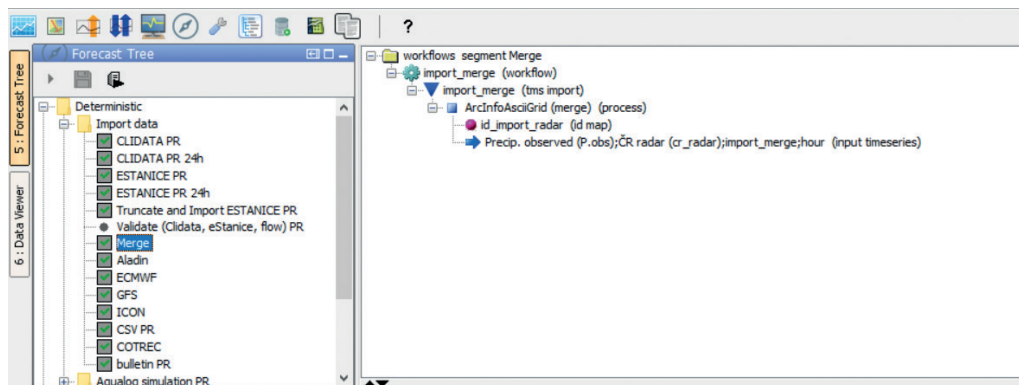 ?
5 : Forecast Tree
6 : Data Viewer
Forecast Tree
Deterministic
Import data
CLIDATA PR
CLIDATA PR 24h
ESTANICE PR
ESTANICE PR 24h
Truncate and Import ESTANICE PR
Validate (Clidata, eStanice, flow) PR
Merge
Aladin
ECMWF
GFS
ICON
CSV PR
COTREC
bulletin PR
Aqualog simulation PR
workflows segment Merge
import_merge (workflow)
import_merge (tms import)
ArcInfoAsciiGrid (merge) (process)
id_import_radar (id map)
Precip. observed (P.obs);ČR radar (cr_radar);import_merge;hour (input timeseries)